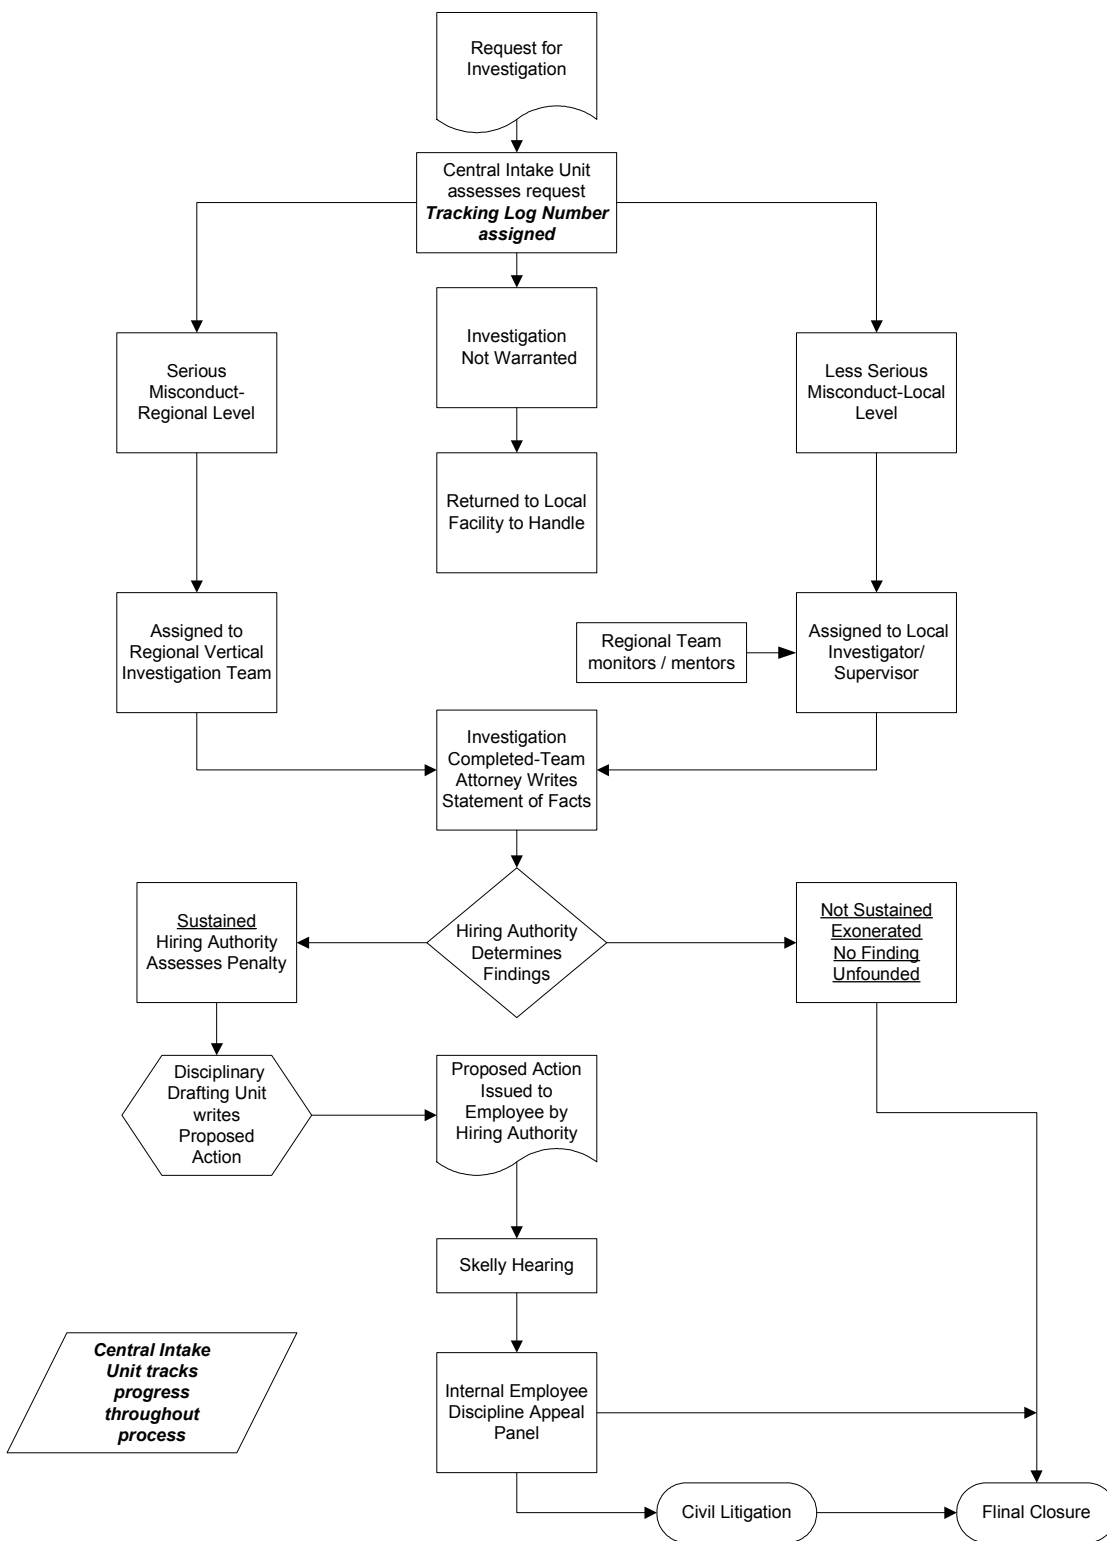 Request for
Investigation
Central Intake Unit
assesses request
Tracking Log Number
assigned
Serious
Misconduct-
Regional Level
Investigation
Not Warranted
Less Serious
Misconduct-Local
Level
Returned to Local
Facility to Handle
Assigned to
Regional Vertical
Investigation Team
Regional Team
monitors / mentors
Assigned to Local
Investigator/
Supervisor
Investigation
Completed-Team
Attorney Writes
Statement of Facts
Sustained
Hiring Authority
Assesses Penalty
Hiring Authority
Determines
Findings
Not Sustained
Exonerated
No Finding
Unfounded
Disciplinary
Drafting Unit
writes
Proposed
Action
Proposed Action
Issued to
Employee by
Hiring Authority
Skelly Hearing
Central Intake
Unit tracks
progress
throughout
process
Internal Employee
Discipline Appeal
Panel
Civil Litigation
Flinal Closure